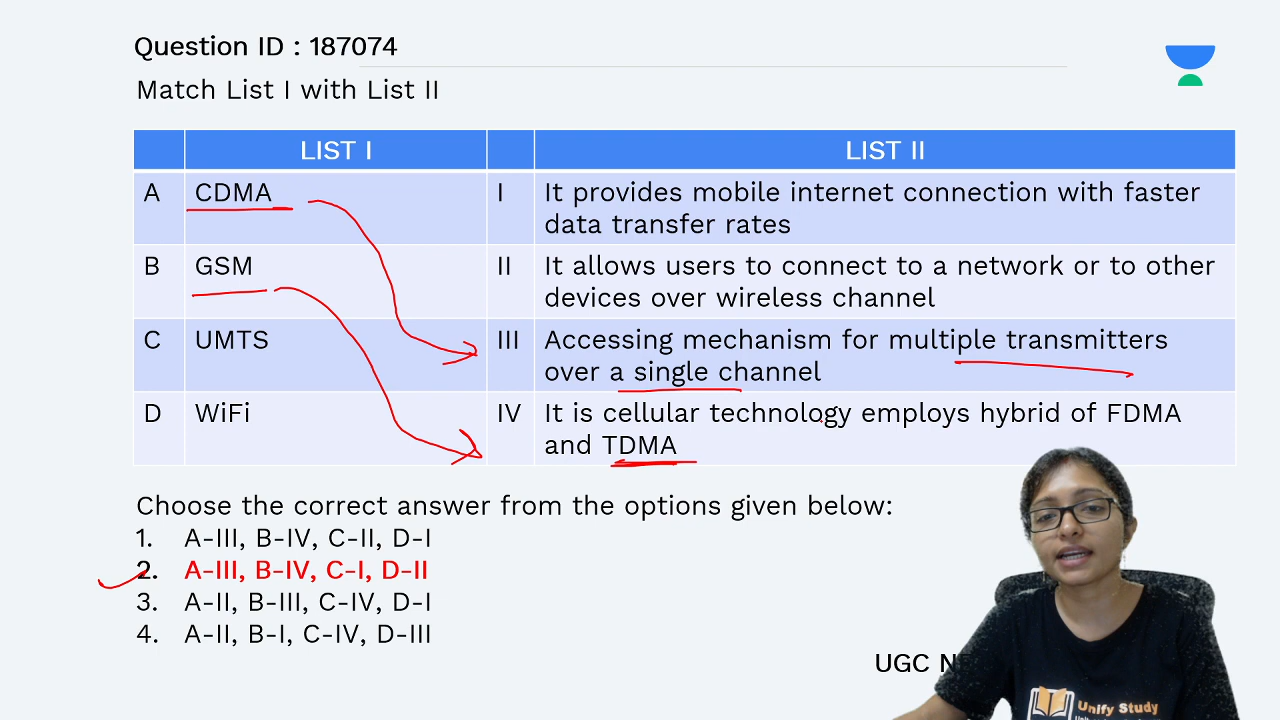 Question ID : 187074
Match List I with List II
LIST I LIST II
A CDMA I It provides mobile internet connection with faster
data transfer rates
B GSM II It allows users to connect to a network or to other
devices over wireless channel
C UMTS III Accessing mechanism for multiple transmitters
over a single channel
D WiFi IV It is cellular technology employs hybrid of FDMA
and TDMA
Choose the correct answer from the options given below:
1. A-III, B-IV, C-II, D-I
2. A-III, B-IV, C-I, D-II
3. A-II, B-III, C-IV, D-I
4. A-II, B-I, C-IV, D-III
UGC
Unify Study